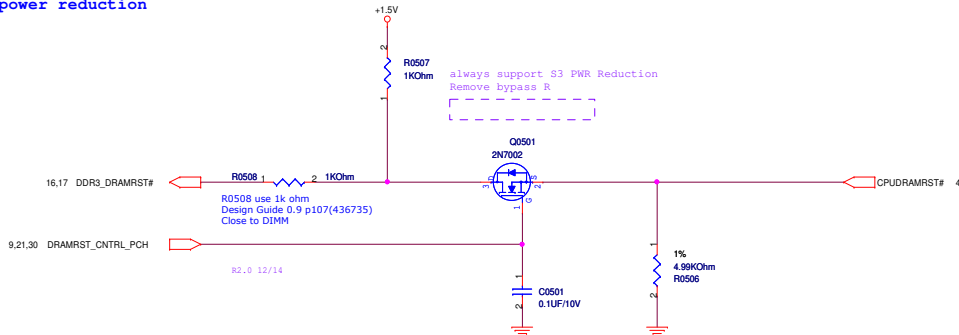 power reduction
+1.5V
2
R0507
1KOhm
1
always support S3 PWR Reduction
Remove bypass R
Q0501
2N7002
16,17 DDR3_DRAMRST#
R0508 1
2 1KOhm
3
D
S
2
G
1
CPUDRAMRST# 4
R0508 use 1k ohm
Design Guide 0.9 p107(436735)
Close to DIMM
9,21,30 DRAMRST_CNTRL_PCH
R2.0 12/14
1
C0501
0.1UF/10V
2
1
1%
4.99KOhm
R0506
2